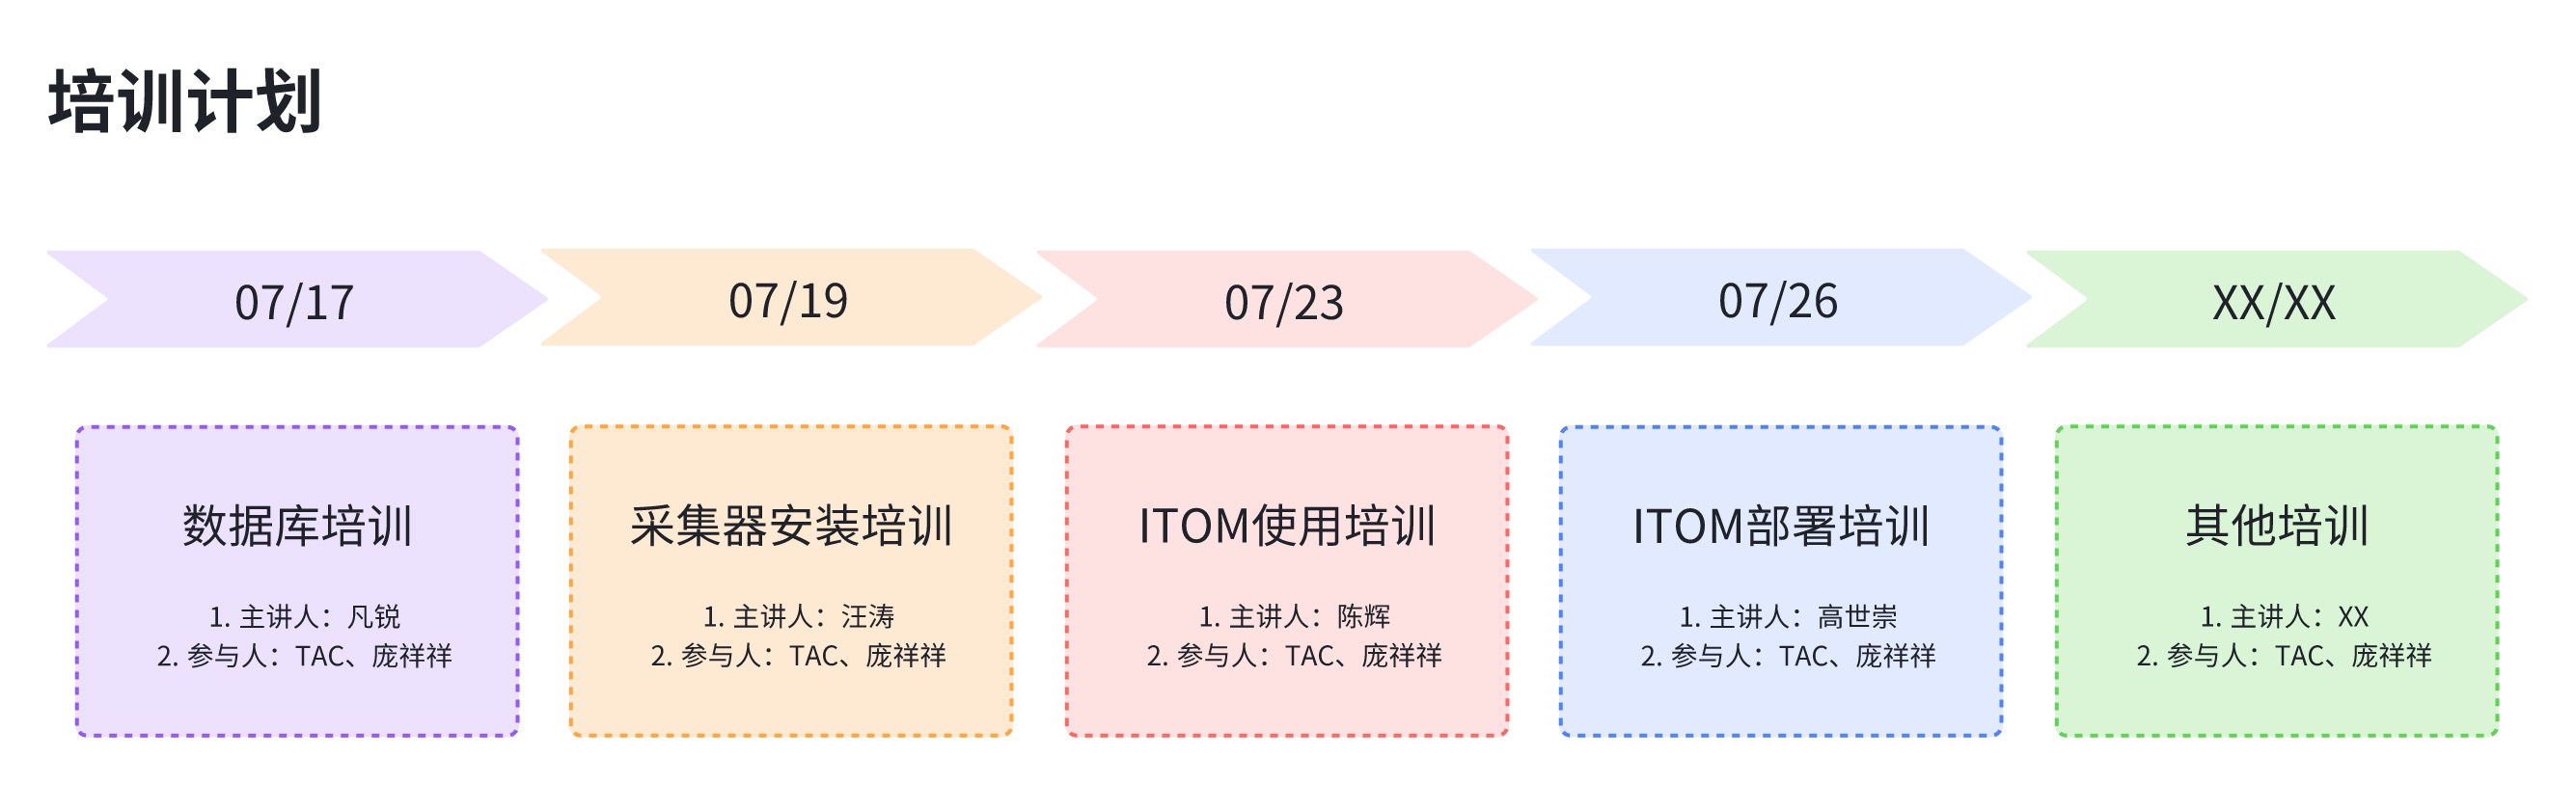 培训计划
07/17
07/19
07/23
07/26
XX/XX
数据库培训
1. 主讲人：凡锐
2. 参与人：TAC、庞祥祥
采集器安装培训
1. 主讲人：汪涛
2. 参与人：TAC、庞祥祥
ITOM使用培训
1. 主讲人：陈辉
2. 参与人：TAC、庞祥祥
ITOM部署培训
1. 主讲人：高世崇
2. 参与人：TAC、庞祥祥
其他培训
1. 主讲人：XX
2. 参与人：TAC、庞祥祥